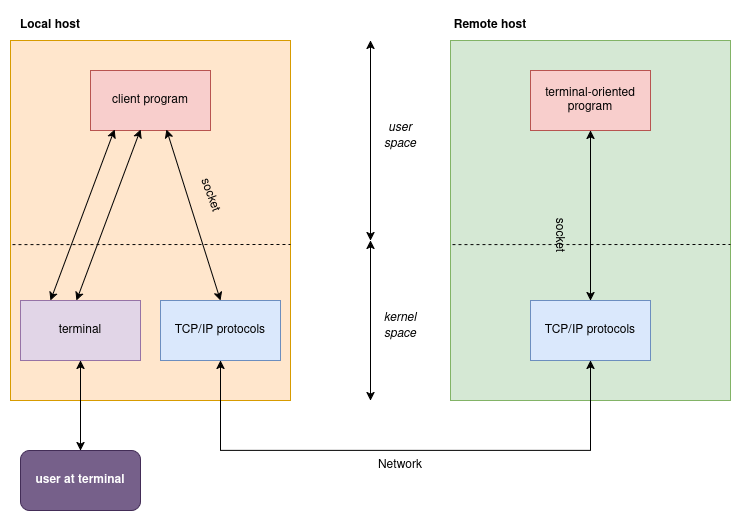 Local host
Remote host
client program
terminal-oriented
program
user
space
socket
socket
terminal
TCP/IP protocols
kernel
space
TCP/IP protocols
Network
user at terminal